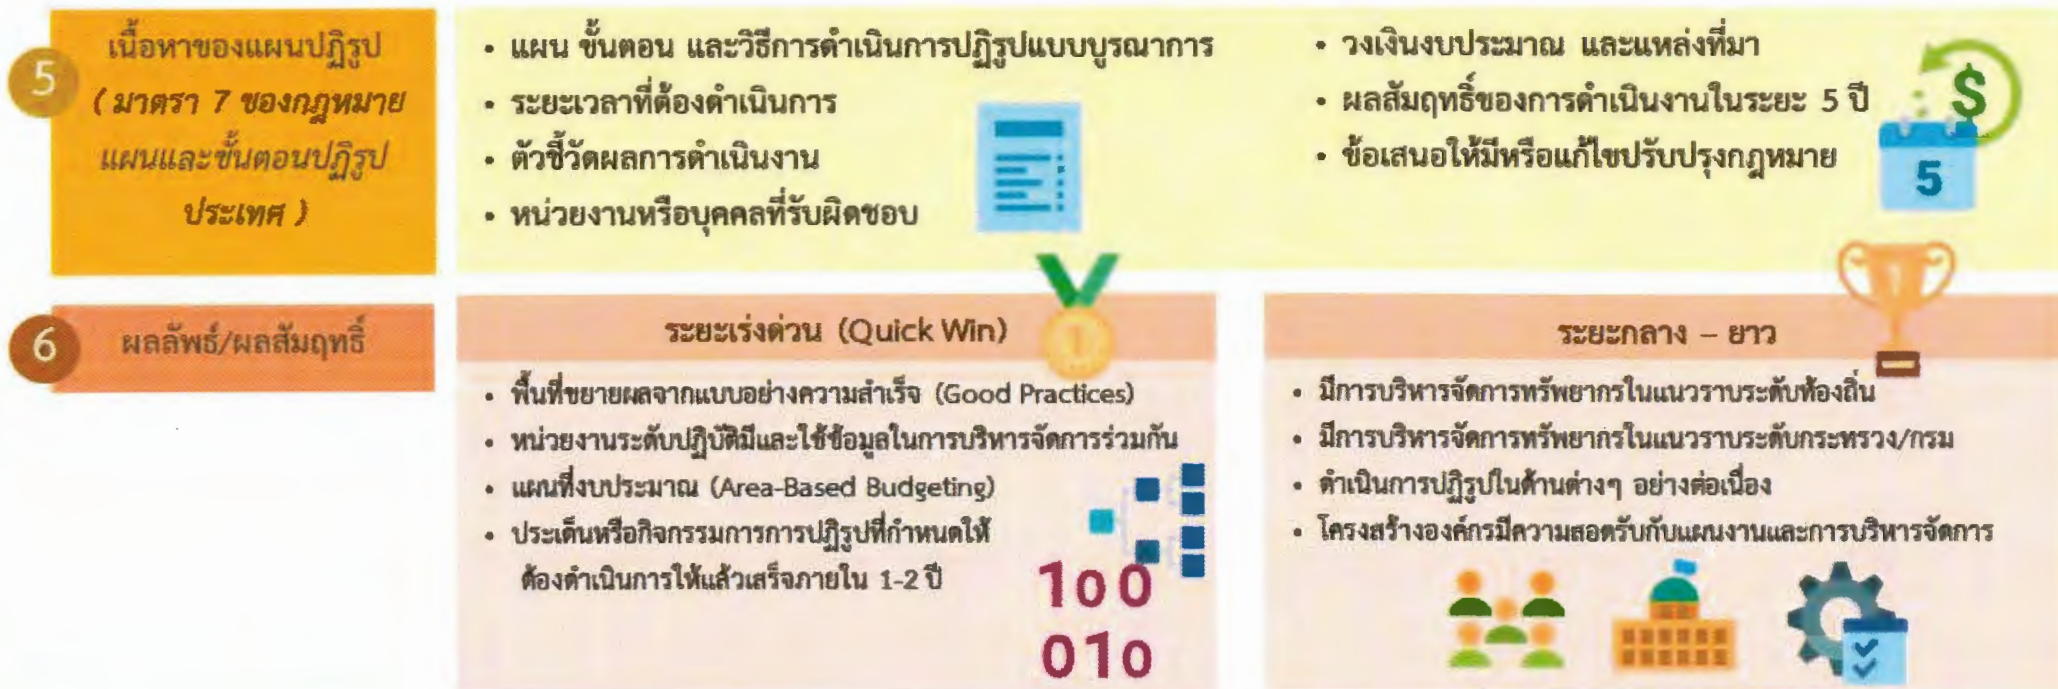 5
เนื้อหาของแผนปฏิรูป
( มาตรา 7 ของกฎหมาย
แผนและขั้นตอนปฏิรูป
ประเทศ )
• แผน ขั้นตอน และวิธีการดำเนินการปฏิรูปแบบบูรณาการ
• ระยะเวลาที่ต้องดำเนินการ
• ตัวชี้วัดผลการดำเนินงาน
• หน่วยงานหรือบุคคลที่รับผิดชอบ
• วงเงินงบประมาณ และแหล่งที่มา
• ผลสัมฤทธิ์ของการดำเนินงานในระยะ 5 ปี
• ข้อเสนอให้มีหรือแก้ไขปรับปรุงกฎหมาย
$
5
6
ผลลัพธ์/ผลสัมฤทธิ์
ระยะเร่งด่วน (Quick Win)
1
• พื้นที่ขยายผลจากแบบอย่างความสำเร็จ (Good Practices)
• หน่วยงานระดับปฏิบัติมีและใช้ข้อมูลในการบริหารจัดการร่วมกัน
• แผนที่งบประมาณ (Area-Based Budgeting)
• ประเด็นหรือกิจกรรมการการปฏิรูปที่กำหนดให้
ต้องดำเนินการให้แล้วเสร็จภายใน 1-2 ปี
100
010
ระยะกลาง – ยาว
• มีการบริหารจัดการทรัพยากรในแนวราบระดับท้องถิ่น
• มีการบริหารจัดการทรัพยากรในแนวราบระดับกระทรวง/กรม
• ดำเนินการปฏิรูปในด้านต่างๆ อย่างต่อเนื่อง
• โครงสร้างองค์กรมีความสอดรับกับแผนงานและการบริหารจัดการ